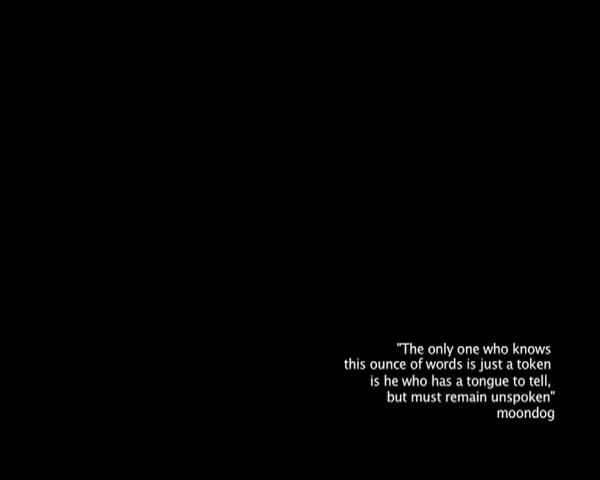 "The only one who knows
this ounce of words is just a token
is he who has a tongue to tell,
but must remain unspoken"
moondog